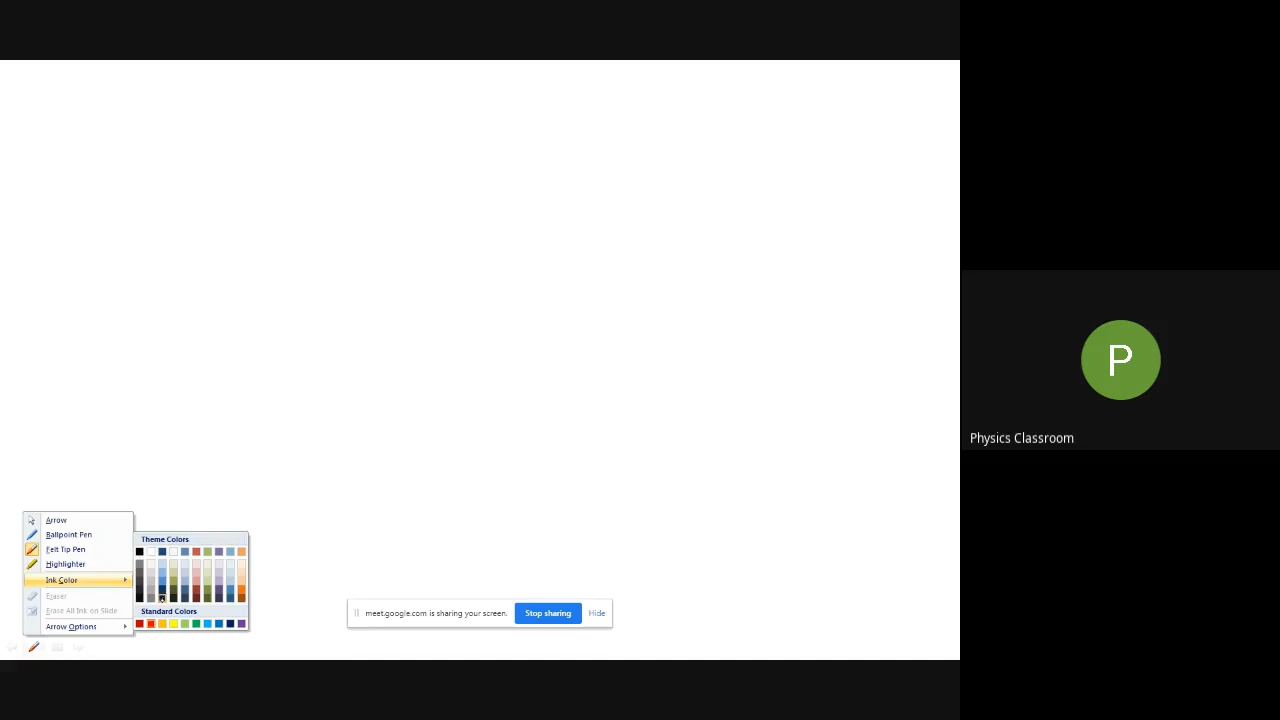 Arrow
Ballpoint Pen
Felt Tip Pen
Highlighter
Ink Color
Eraser
Erase All Ink on Slide
Arrow Options
Theme Colors
Standard Colors
meet.google.com is sharing your screen.
Stop sharing
Hide
P
Physics Classroom